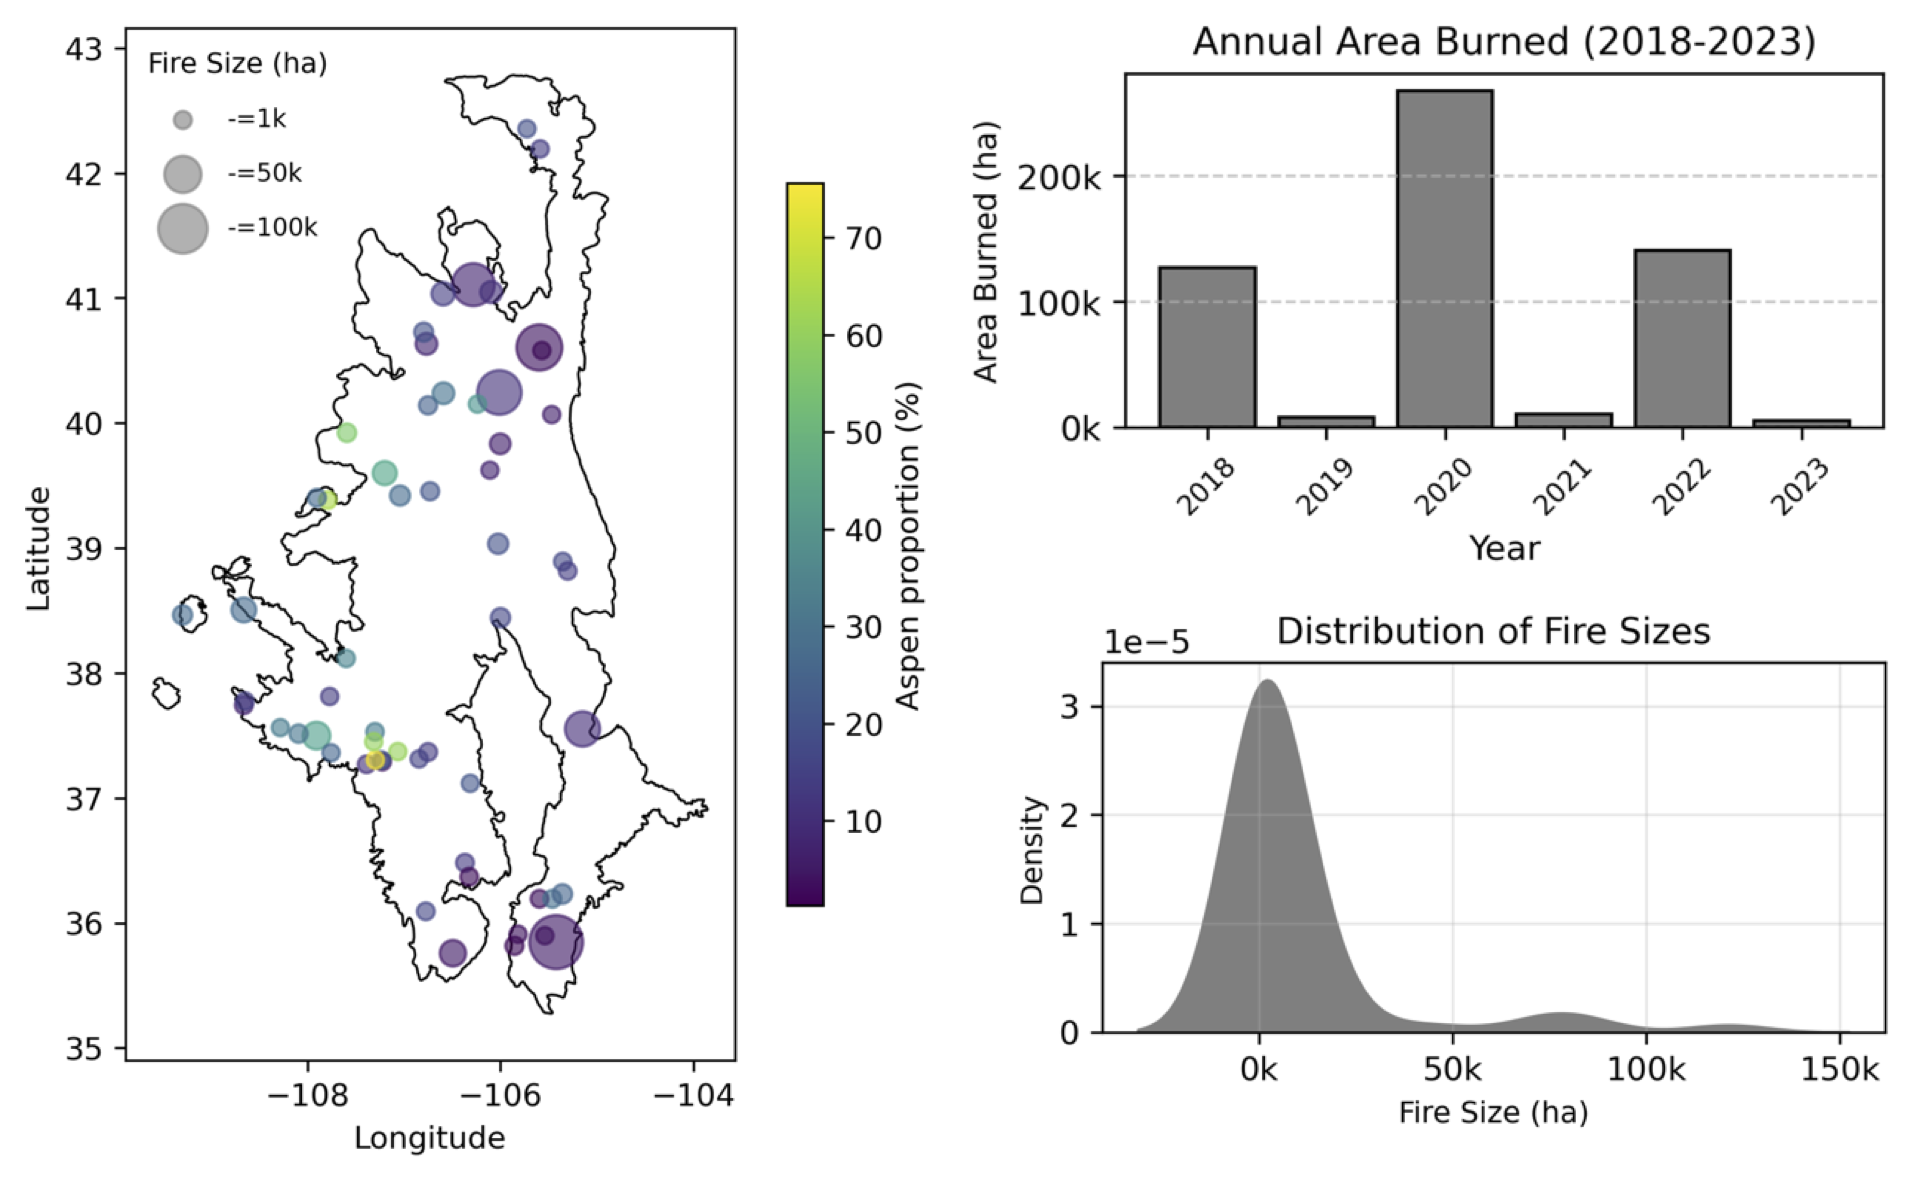 Fire Size (ha)
-=1k
-=50k
-=100k
43
42
41
40
39
38
37
36
35
Latitude
−108
−106
−104
Longitude
70
60
50
40
30
20
10
Aspen proportion (%)
Annual Area Burned (2018-2023)
200k
100k
0k
Area Burned (ha)
2018
2019
2020
2021
2022
2023
Year
Distribution of Fire Sizes
1e−5
3
2
1
0
Density
0k
50k
100k
150k
Fire Size (ha)